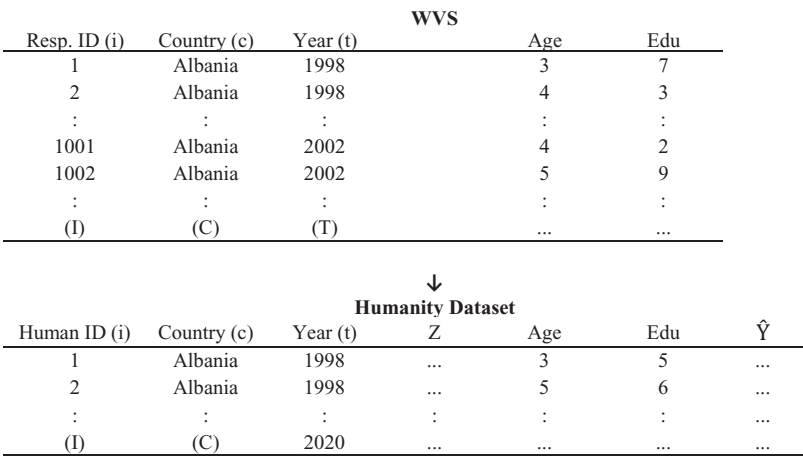 WVS
Resp. ID (i) Country (c) Year (t) Age Edu
1 Albania 1998 3 7
2 Albania 1998 4 3
: : : : :
1001 Albania 2002 4 2
1002 Albania 2002 5 9
: : : : :
(I) (C) (T) ... ...
↓
Humanity Dataset
Human ID (i) Country (c) Year (t) Z Age Edu Ŷ
1 Albania 1998 ... 3 5 ...
2 Albania 1998 ... 5 6 ...
: : : : : : ...
(I) (C) 2020 ... ... ... ...